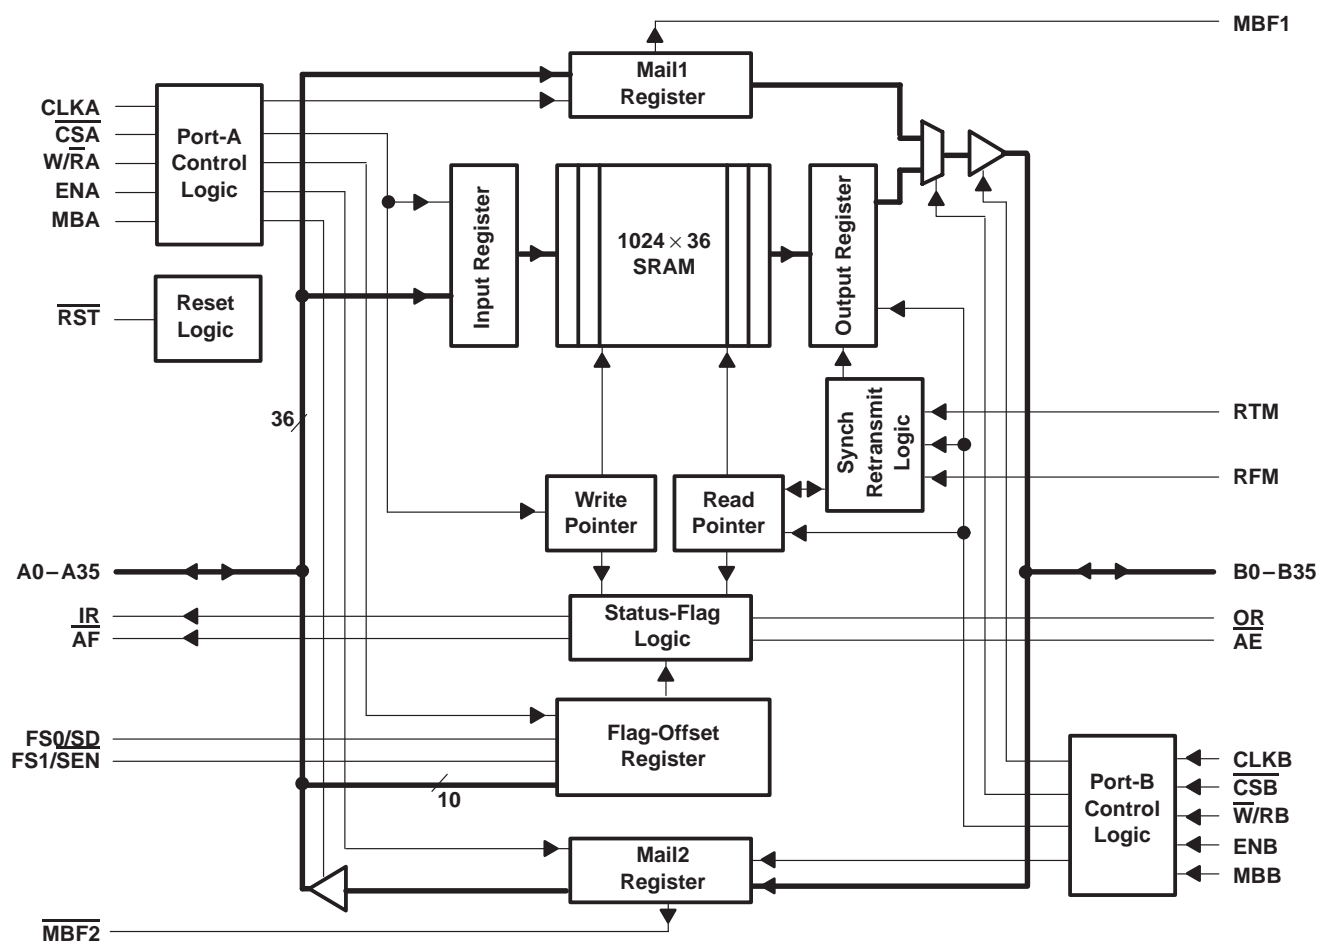 MBF1
Mail1
Register
CLKA
CSA
W/RA
ENA
MBA
Port-A
Control
Logic
Input Register
1024 × 36
SRAM
Output Register
RST
Reset
Logic
36
Synch
Retransmit
Logic
RTM
RFM
Write
Pointer
Read
Pointer
A0–A35
B0–B35
IR
AF
Status-Flag
Logic
OR
AE
FS0/SD
FS1/SEN
Flag-Offset
Register
10
Port-B
Control
Logic
CLKB
CSB
W/RB
ENB
MBB
Mail2
Register
MBF2